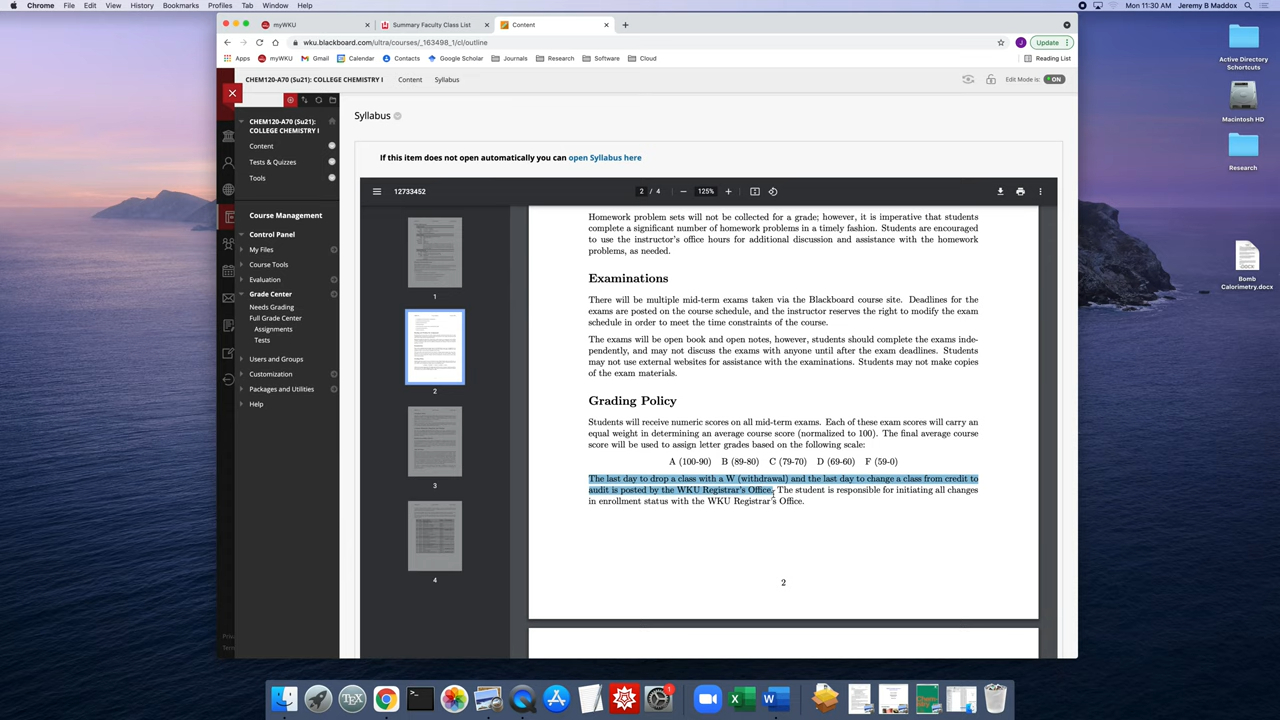 Chrome File Edit View History Bookmarks Profiles Tab Window Help
Mon 11:30 AM Jeremy B Maddox
myWKU
Summary Faculty Class List
Content
wku.blackboard.com/ultra/courses/_163498_1/cl/outline
J
Update
Apps myWKU Gmail Calendar Contacts Google Scholar Journals Research Software Cloud
Reading List
CHEM120-A70 (Su21): COLLEGE CHEMISTRY I Content Syllabus
Edit Mode is: ON
CHEM120-A70 (Su21):
COLLEGE CHEMISTRY I
Content
Tests & Quizzes
Tools
Course Management
Control Panel
My Files
Course Tools
Evaluation
Grade Center
Needs Grading
Full Grade Center
Assignments
Tests
Users and Groups
Customization
Packages and Utilities
Help
Syllabus
If this item does not open automatically you can open Syllabus here
12733452
2 / 4
125%
1
2
3
4
Homework problem sets will not be collected for a grade; however, it is imperative that students
complete a significant number of homework problems in a timely fashion. Students are encouraged
to use the instructor's office hours for additional discussion and assistance with the homework
problems, as needed.
Examinations
There will be multiple mid-term exams taken via the Blackboard course site. Deadlines for the
exams are posted on the course schedule, and the instructor reserves the right to modify the exam
schedule in order to meet the time constraints of the course.
The exams will be open book and open notes, however, students should complete the exams inde-
pendently, and may not discuss the exams with anyone until after the exam deadlines. Students
may not use external websites for assistance with the examinations. Students may not make copies
of the exam materials.
Grading Policy
Students will receive numeric scores on all mid-term exams. Each of these exam scores will carry an
equal weight in determining an average course score (normalized to 100). The final average course
score will be used to assign letter grades based on the following scale:
A (100-90) B (89-80) C (79-70) D (69-60) F (59-0)
The last day to drop a class with a W (withdrawal) and the last day to change a class from credit to
audit is posted by the WKU Registrar's Office. The student is responsible for initiating all changes
in enrollment status with the WKU Registrar's Office.
2
Active Directory
Schortcuts
Macintosh HD
Research
DOCX
Bomb
Calorimetry.docx
TEX
1